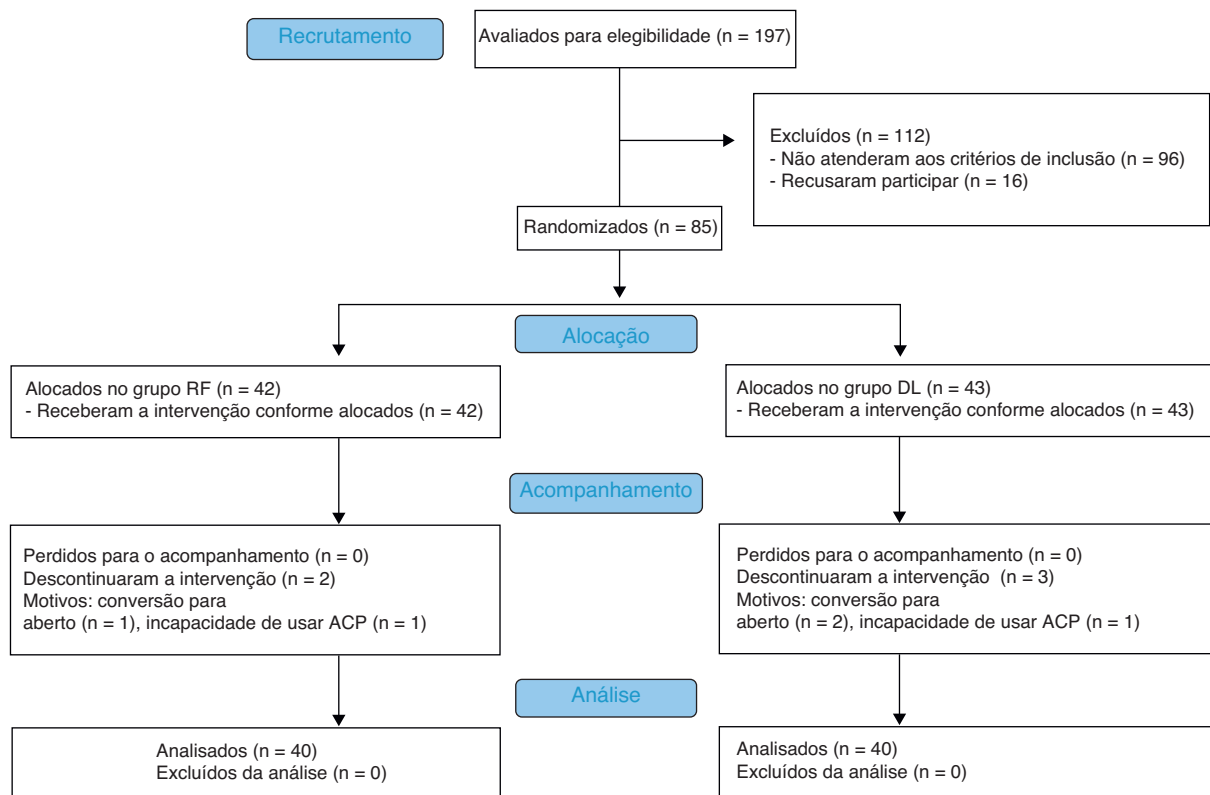 Recrutamento
Avaliados para elegibilidade (n = 197)
Excluídos (n = 112)
- Não atenderam aos critérios de inclusão (n = 96)
- Recusaram participar (n = 16)
Randomizados (n = 85)
Alocação
Alocados no grupo RF (n = 42)
- Receberam a intervenção conforme alocados (n = 42)
Alocados no grupo DL (n = 43)
- Receberam a intervenção conforme alocados (n = 43)
Acompanhamento
Perdidos para o acompanhamento (n = 0)
Descontinuaram a intervenção (n = 2)
Motivos: conversão para
aberto (n = 1), incapacidade de usar ACP (n = 1)
Perdidos para o acompanhamento (n = 0)
Descontinuaram a intervenção (n = 3)
Motivos: conversão para
aberto (n = 2), incapacidade de usar ACP (n = 1)
Análise
Analisados (n = 40)
Excluídos da análise (n = 0)
Analisados (n = 40)
Excluídos da análise (n = 0)